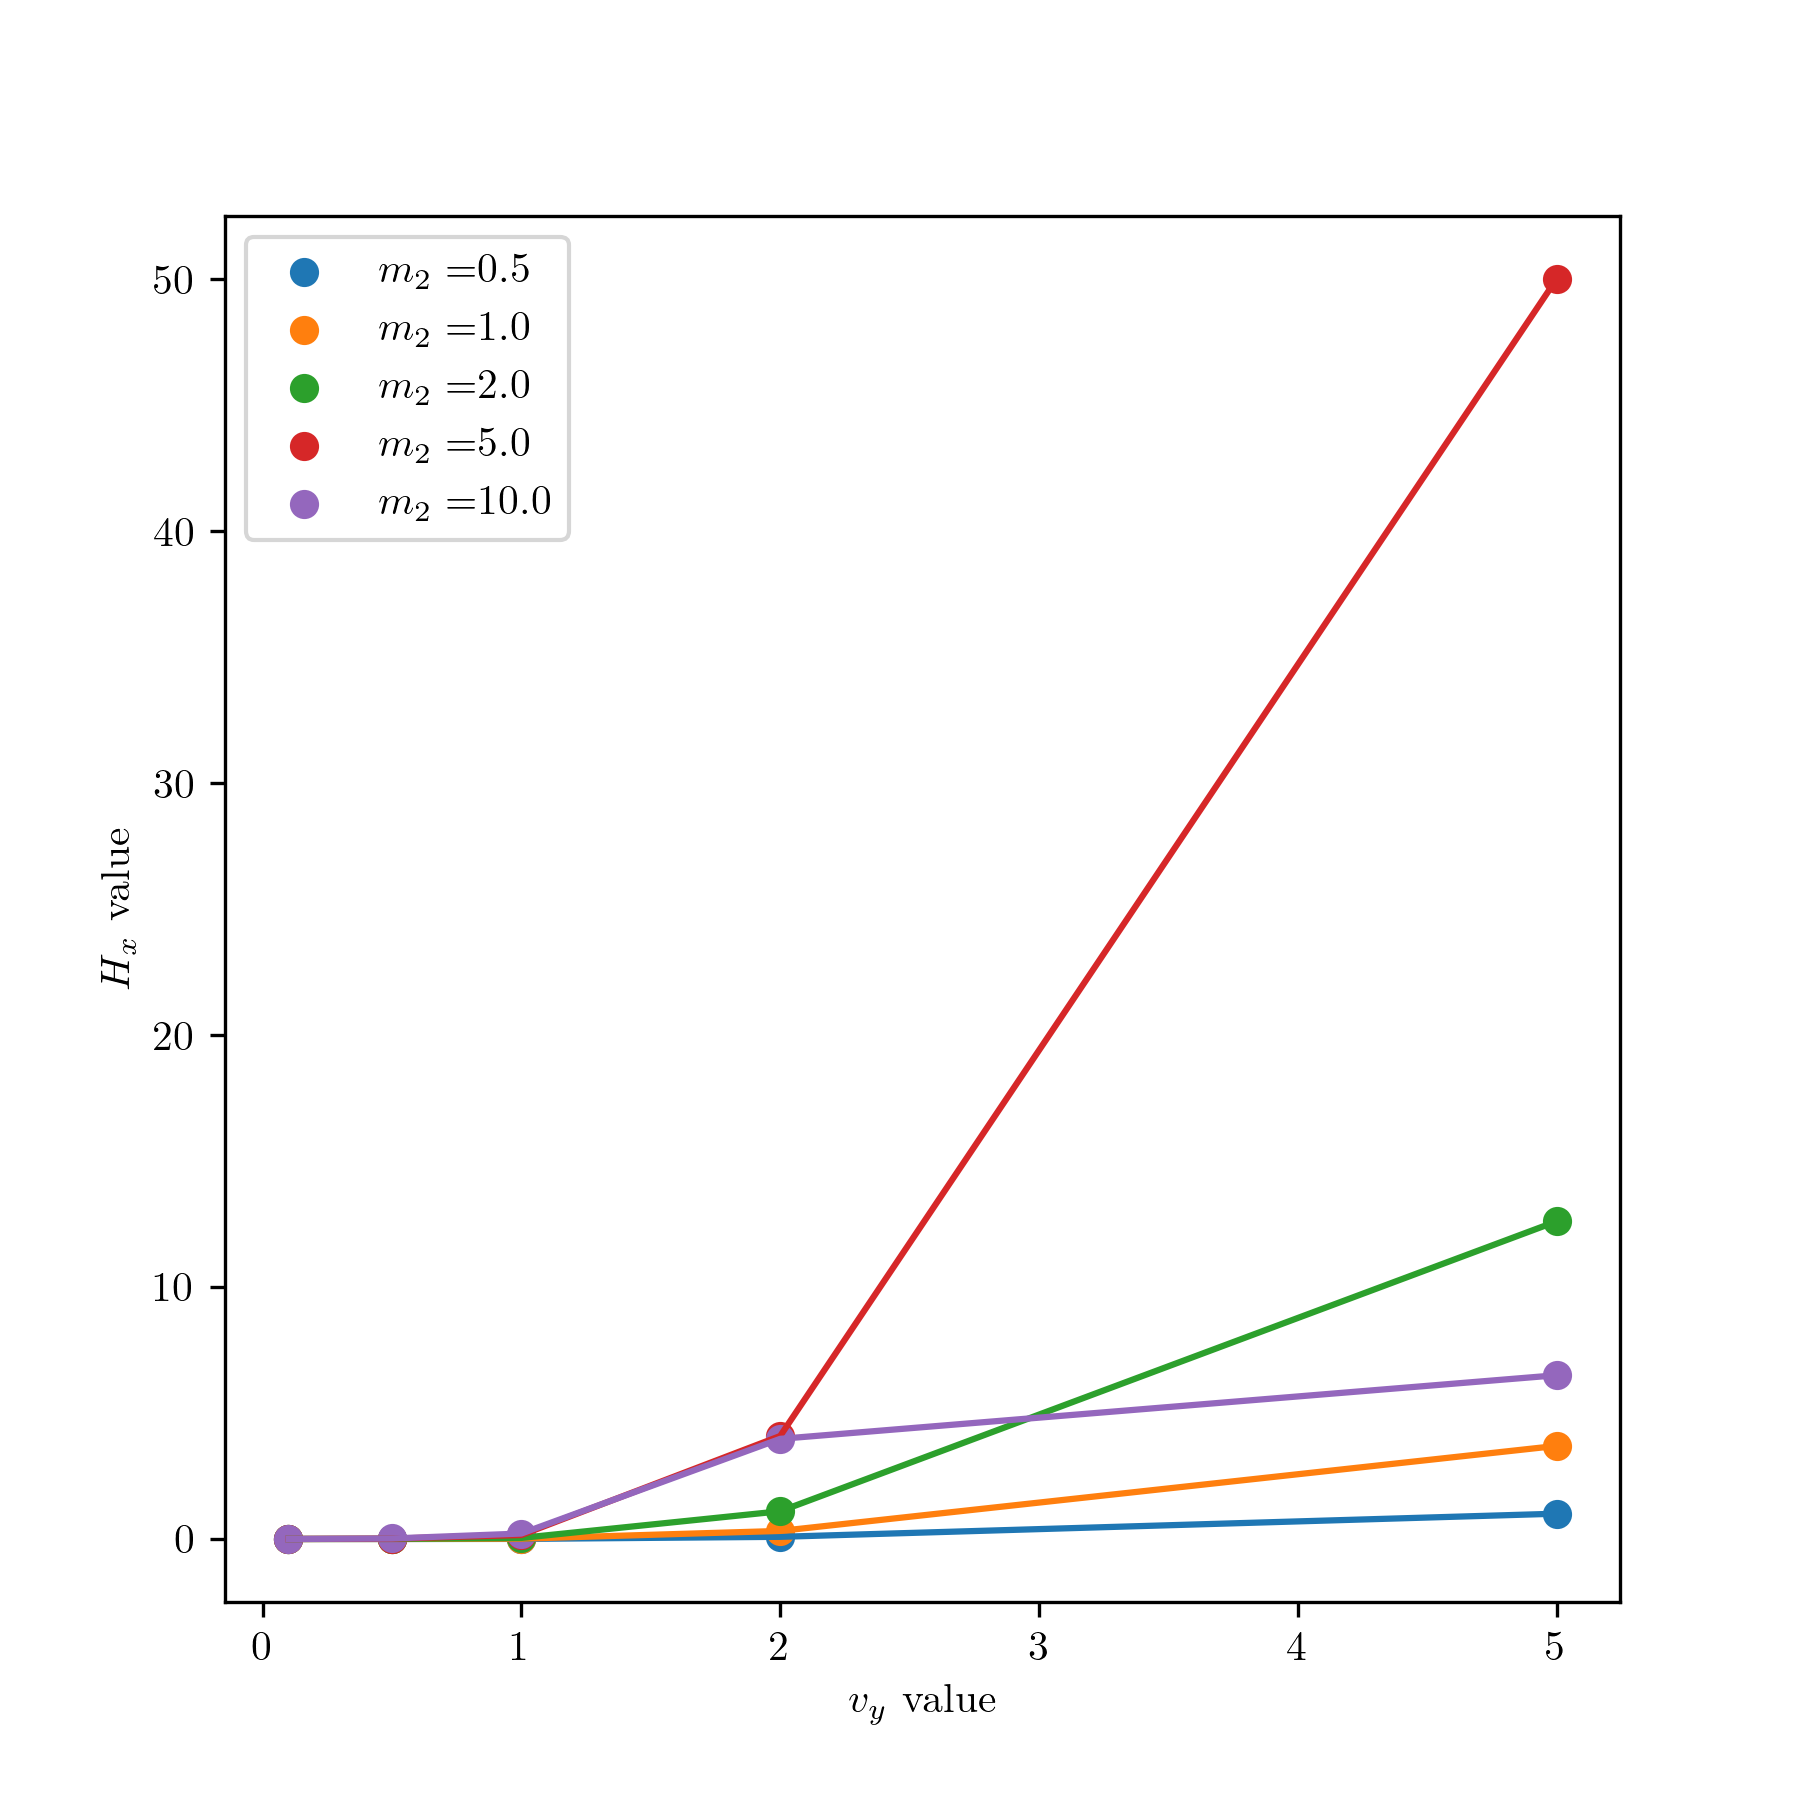 m₂ =0.5
m₂ =1.0
m₂ =2.0
m₂ =5.0
m₂ =10.0
50
40
30
20
10
0
Hₓ value
0 1 2 3 4 5
v_y value